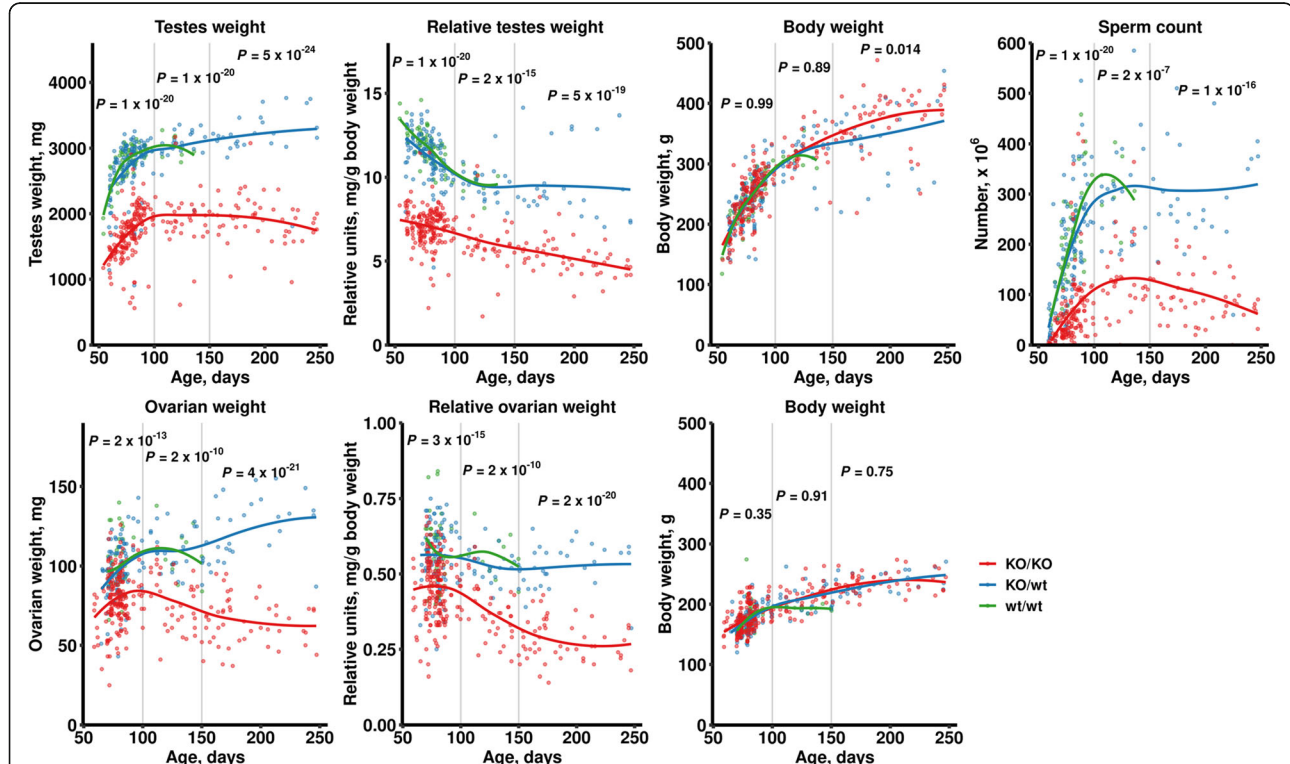 Testes weight
P = 5 x 10⁻²⁴
P = 1 x 10⁻²⁰
P = 1 x 10⁻²⁰
Testes weight, mg
4000
3000
2000
1000
0
50 100 150 200 250
Age, days
Relative testes weight
P = 1 x 10⁻²⁰
P = 2 x 10⁻¹⁵
P = 5 x 10⁻¹⁹
Relative units, mg/g body weight
15
10
5
0
50 100 150 200 250
Age, days
Body weight
P = 0.014
P = 0.89
P = 0.99
Body weight, g
500
400
300
200
100
0
50 100 150 200 250
Age, days
Sperm count
P = 1 x 10⁻²⁰
P = 2 x 10⁻⁷
P = 1 x 10⁻¹⁶
Number, x 10⁶
600
500
400
300
200
100
0
50 100 150 200 250
Age, days
Ovarian weight
P = 2 x 10⁻¹³
P = 2 x 10⁻¹⁰
P = 4 x 10⁻²¹
Ovarian weight, mg
150
100
50
0
50 100 150 200 250
Age, days
Relative ovarian weight
P = 3 x 10⁻¹⁵
P = 2 x 10⁻¹⁰
P = 2 x 10⁻²⁰
Relative units, mg/g body weight
1.00
0.75
0.50
0.25
0.00
50 100 150 200 250
Age, days
Body weight
P = 0.75
P = 0.91
P = 0.35
Body weight, g
500
400
300
200
100
0
50 100 150 200 250
Age, days
KO/KO
KO/wt
wt/wt